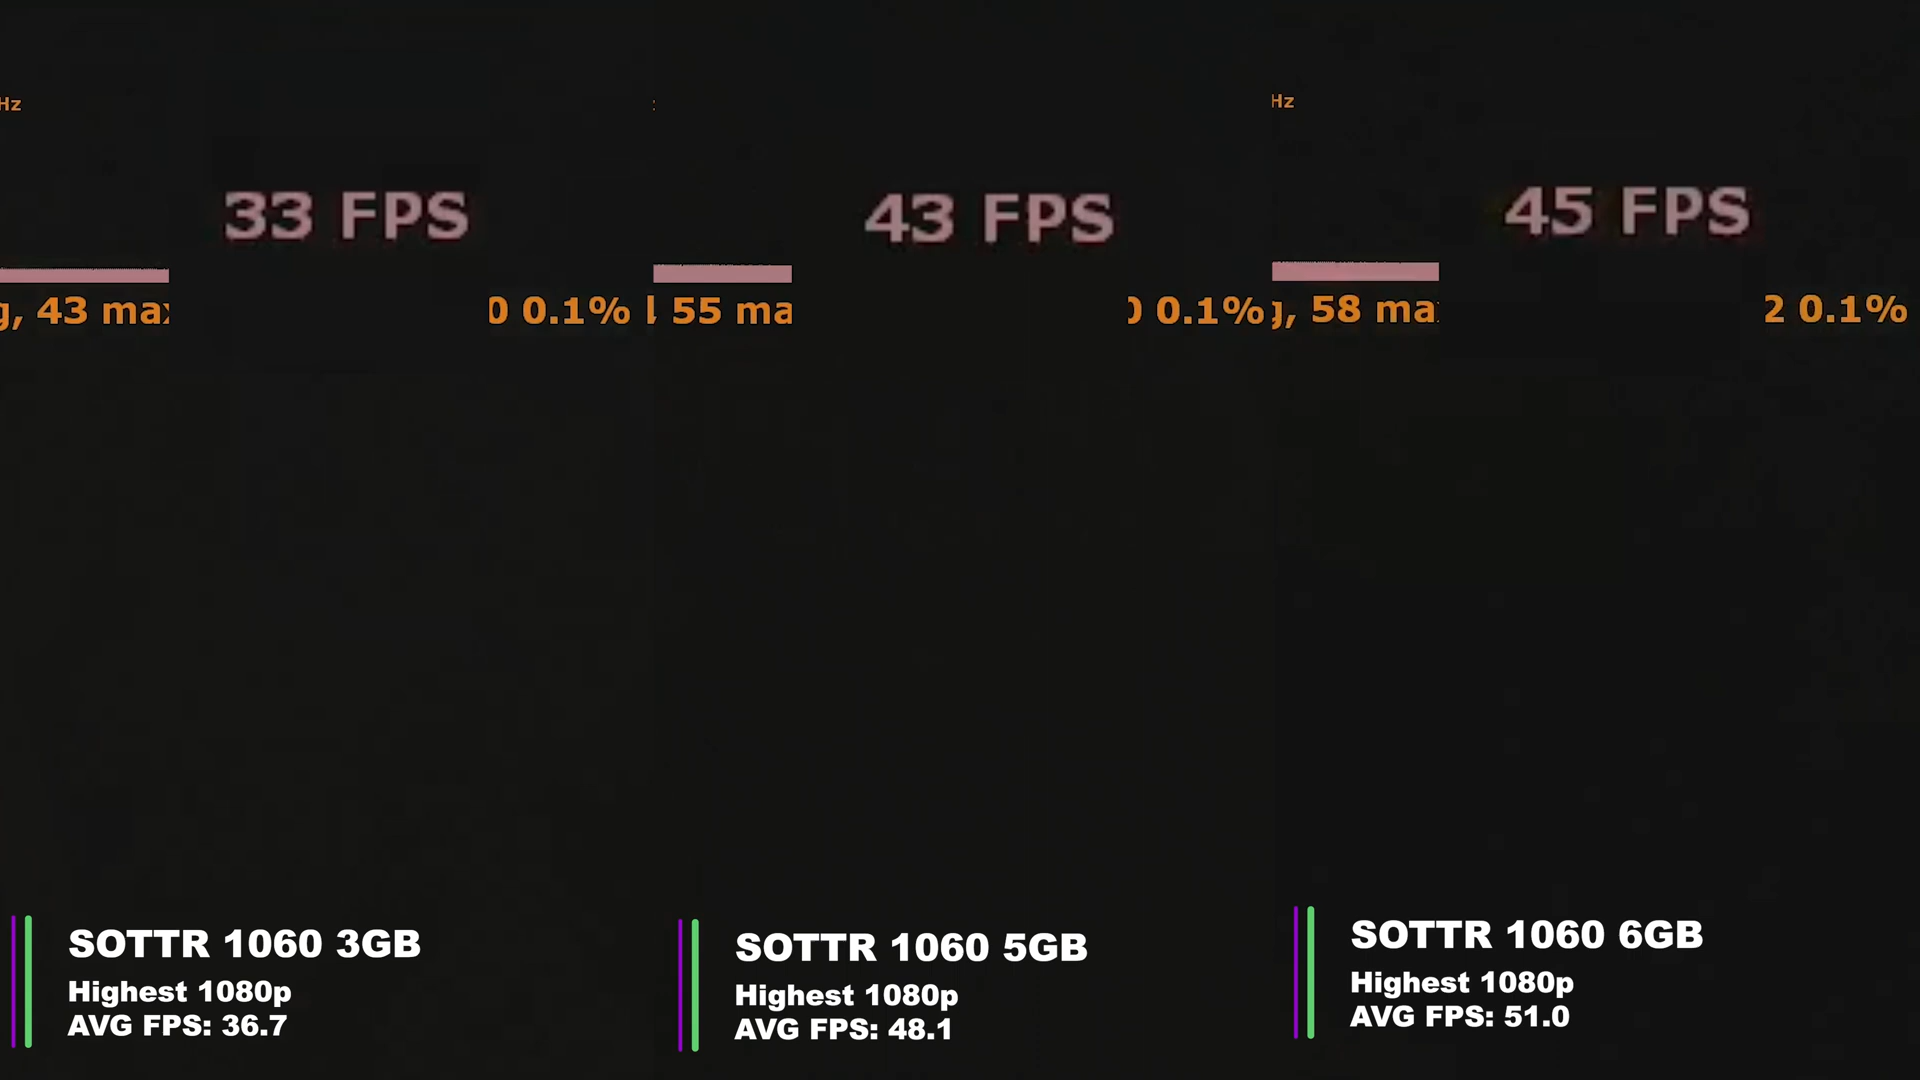 Hz
33 FPS
43 max
0 0.1%
SOTTR 1060 3GB
Highest 1080p
AVG FPS: 36.7
43 FPS
55 ma
0.1%
SOTTR 1060 5GB
Highest 1080p
AVG FPS: 48.1
Hz
45 FPS
58 ma
2 0.1%
SOTTR 1060 6GB
Highest 1080p
AVG FPS: 51.0